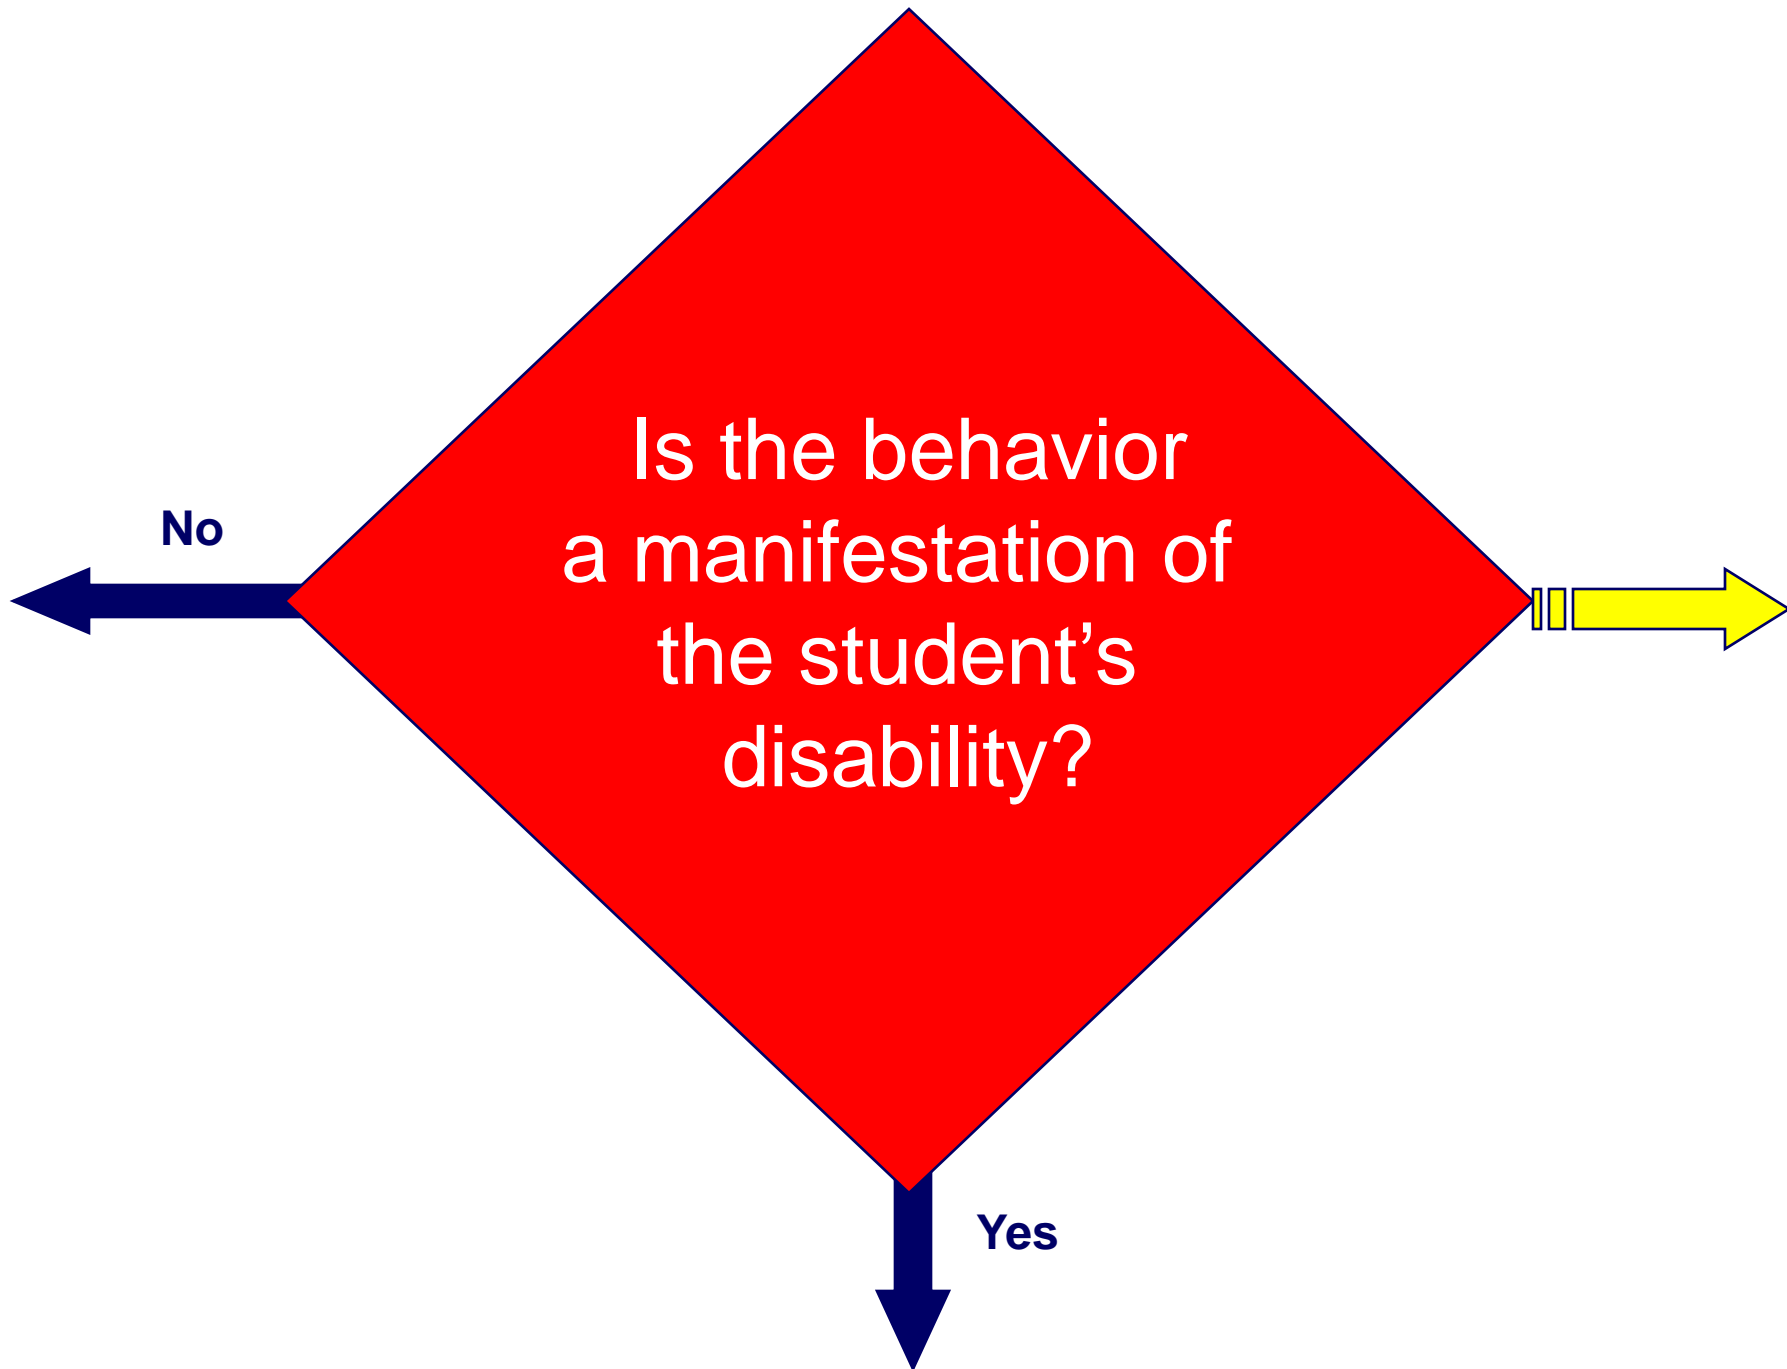 Is the behavior
a manifestation of
the student’s
disability?
No
Yes